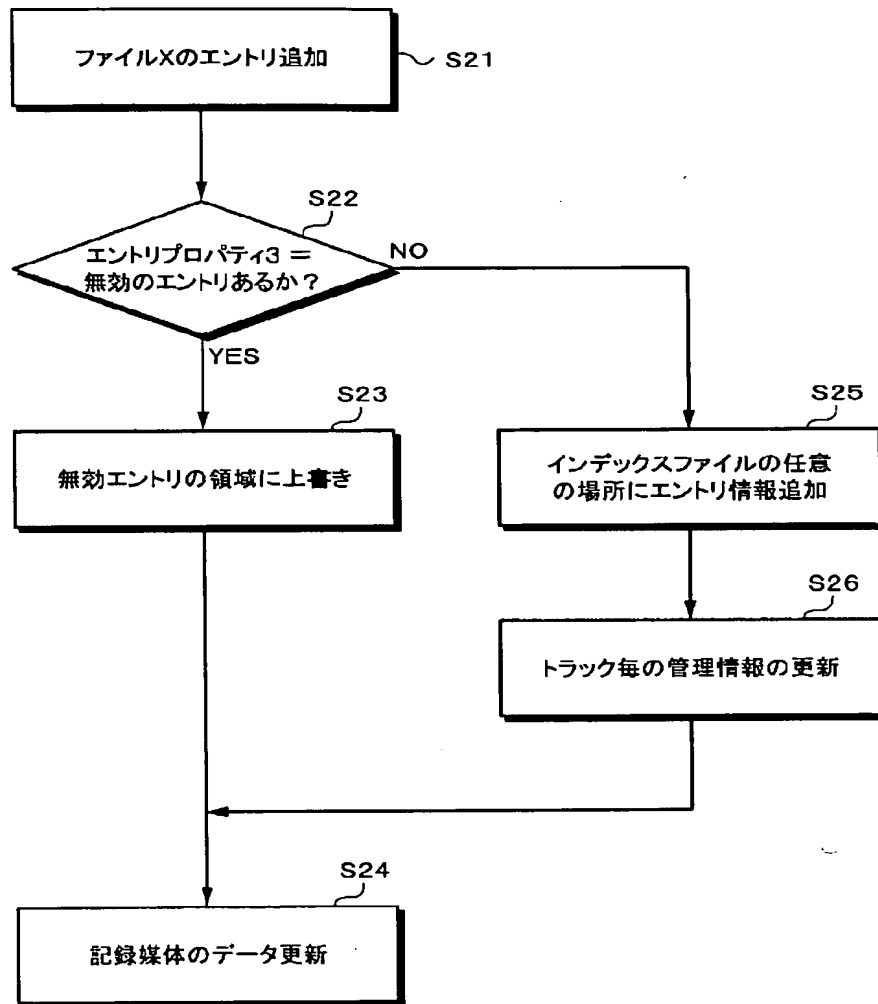 ファイルXのエントリ追加
S21
S22
エントリプロパティ3 =
無効のエントリあるか？
NO
YES
S23
無効エントリの領域に上書き
S25
インデックスファイルの任意
の場所にエントリ情報追加
S26
トラック毎の管理情報の更新
S24
記録媒体のデータ更新